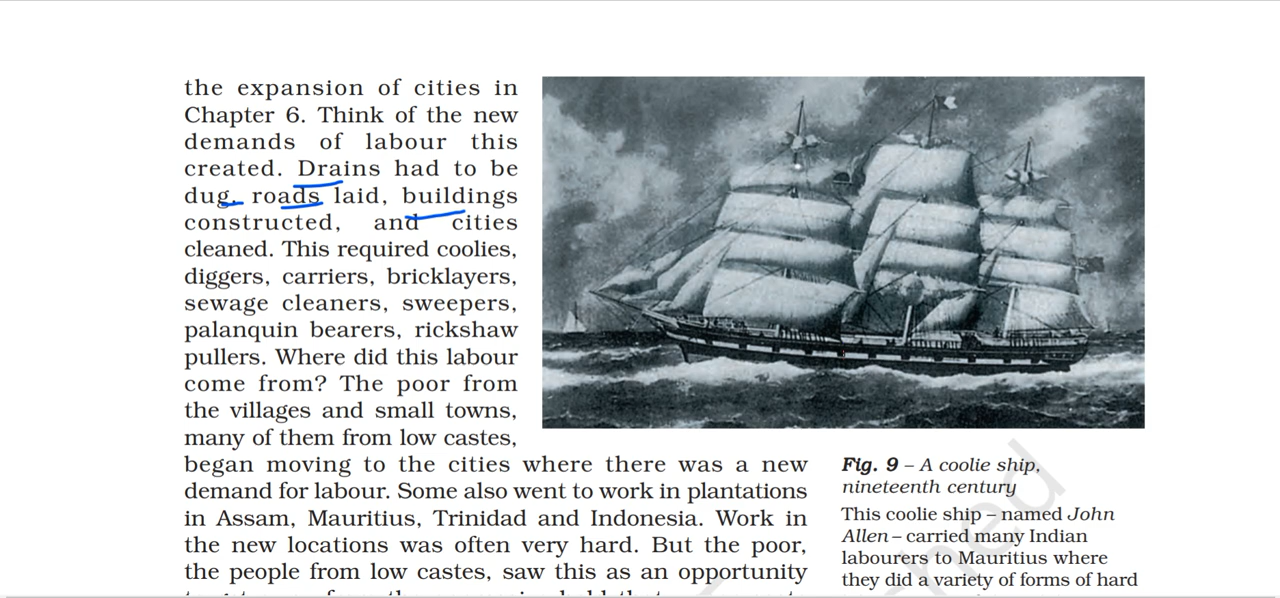 the expansion of cities in
Chapter 6. Think of the new
demands of labour this
created. Drains had to be
dug, roads laid, buildings
constructed, and cities
cleaned. This required coolies,
diggers, carriers, bricklayers,
sewage cleaners, sweepers,
palanquin bearers, rickshaw
pullers. Where did this labour
come from? The poor from
the villages and small towns,
many of them from low castes,
began moving to the cities where there was a new
demand for labour. Some also went to work in plantations
in Assam, Mauritius, Trinidad and Indonesia. Work in
the new locations was often very hard. But the poor,
the people from low castes, saw this as an opportunity
Fig. 9 – A coolie ship,
nineteenth century
This coolie ship – named John
Allen – carried many Indian
labourers to Mauritius where
they did a variety of forms of hard